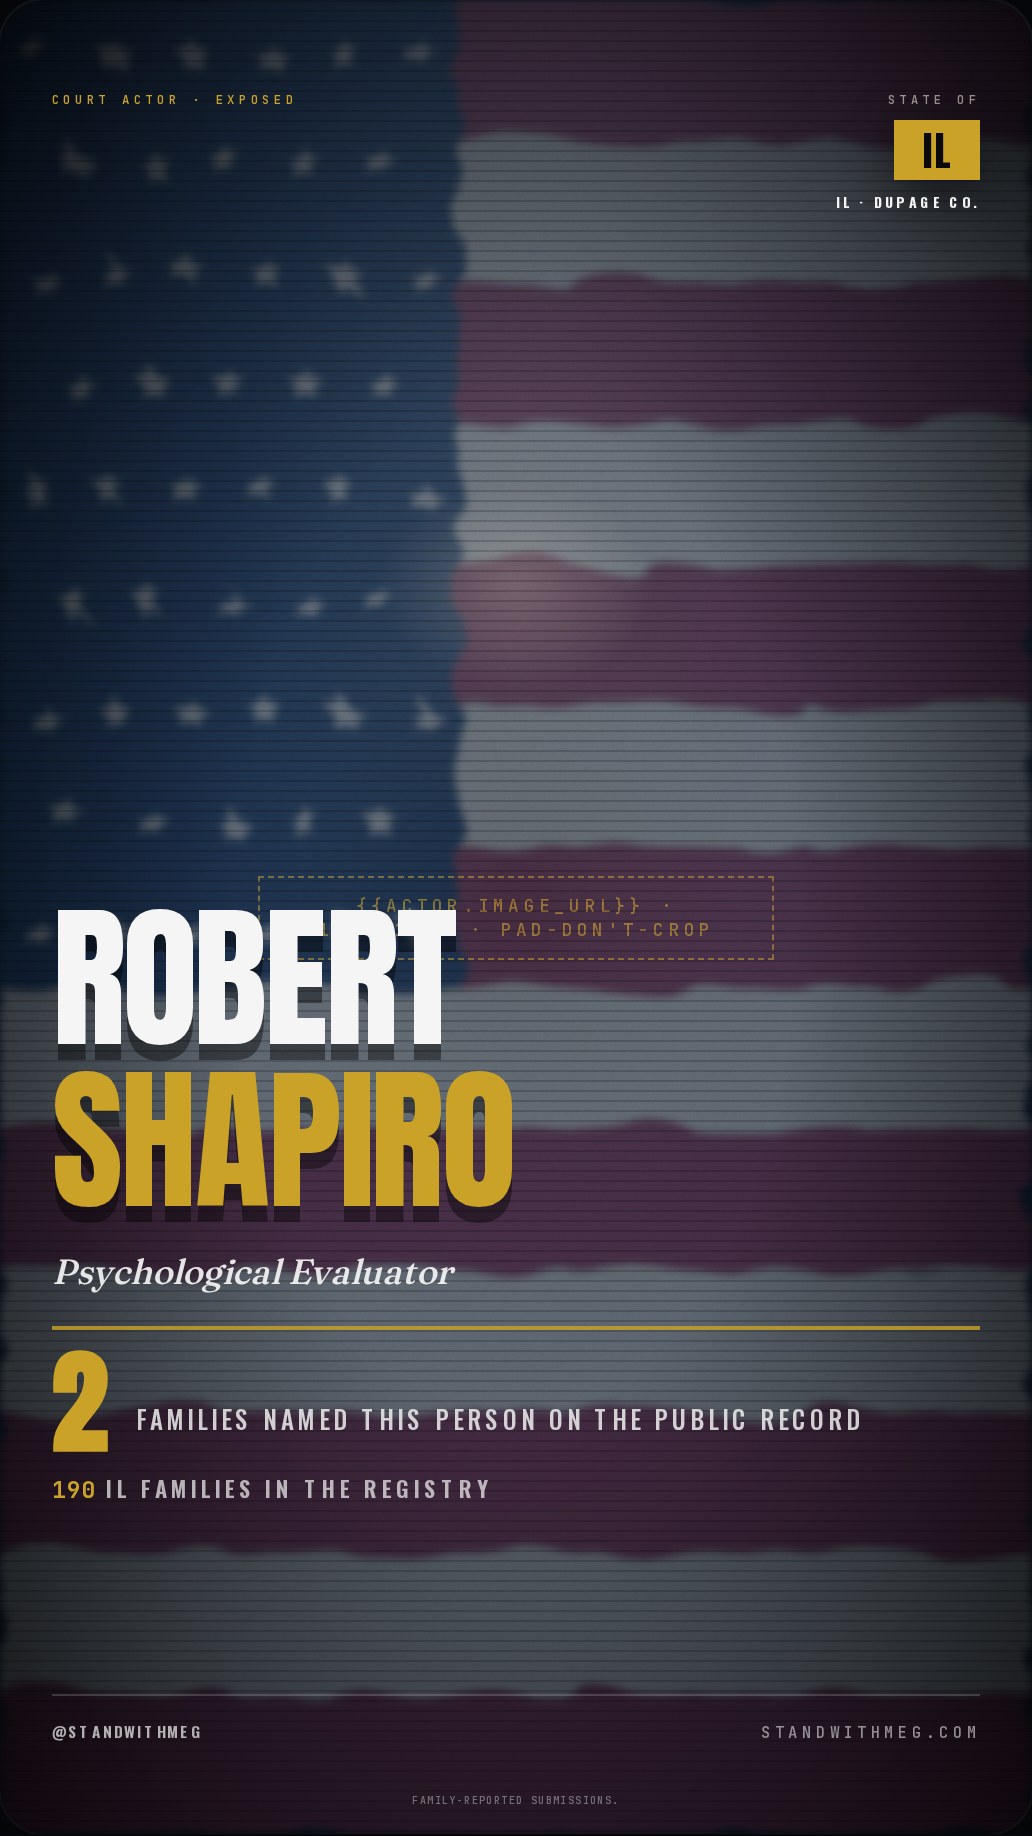 COURT ACTOR · EXPOSED
STATE OF
IL
IL · DUPAGE CO.
{{ACTOR.IMAGE_URL}} ·
· PAD-DON'T-CROP
ROBERT
SHAPIRO
Psychological Evaluator
2 FAMILIES NAMED THIS PERSON ON THE PUBLIC RECORD
190 IL FAMILIES IN THE REGISTRY
@STANDWITHMEG
STANDWITHMEG.COM
FAMILY-REPORTED SUBMISSIONS.